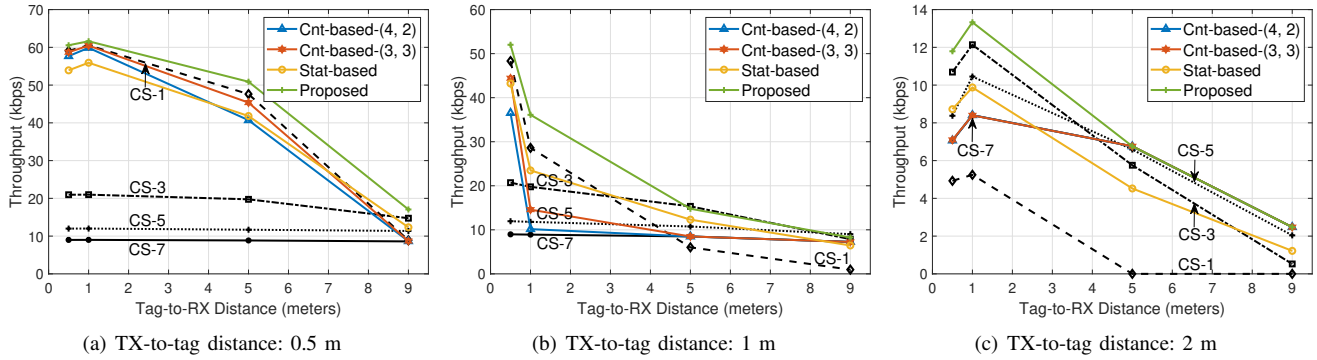 70
60
50
40
30
20
10
0
Throughput (kbps)
0 1 2 3 4 5 6 7 8 9
Tag-to-RX Distance (meters)
Cnt-based-(4, 2)
Cnt-based-(3, 3)
Stat-based
Proposed
CS-1
CS-3
CS-5
CS-7
(a) TX-to-tag distance: 0.5 m
60
50
40
30
20
10
0
Throughput (kbps)
0 1 2 3 4 5 6 7 8 9
Tag-to-RX Distance (meters)
Cnt-based-(4, 2)
Cnt-based-(3, 3)
Stat-based
Proposed
CS-3
CS-5
CS-7
CS-1
(b) TX-to-tag distance: 1 m
14
12
10
8
6
4
2
0
Throughput (kbps)
0 1 2 3 4 5 6 7 8 9
Tag-to-RX Distance (meters)
Cnt-based-(4, 2)
Cnt-based-(3, 3)
Stat-based
Proposed
CS-7
CS-5
CS-3
CS-1
(c) TX-to-tag distance: 2 m